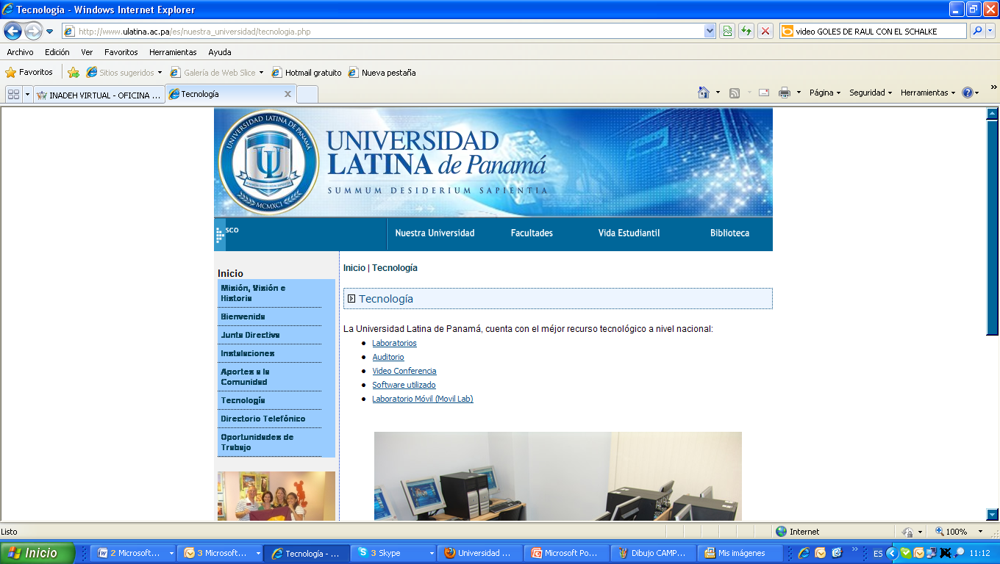 Tecnología - Windows Internet Explorer
http://www.ulatina.ac.pa/es/nuestra_universidad/tecnologia.php
video GOLES DE RAUL CON EL SCHALKE
Archivo Edición Ver Favoritos Herramientas Ayuda
Favoritos Sitios sugeridos Galería de Web Slice Hotmail gratuito Nueva pestaña
INADEH VIRTUAL - OFICINA ... Tecnología Página Seguridad Herramientas
UNIVERSIDAD LATINA DE PANAMÁ
UL
SUMMUM DESIDERIUM SAPIENTIA
MCMXCI
UNIVERSIDAD
LATINA de Panamá
SUMMUM DESIDERIUM SAPIENTIA
sco Nuestra Universidad Facultades Vida Estudiantil Biblioteca
Inicio
Misión, Visión e
Historia
Bienvenida
Junta Directiva
Instalaciones
Aportes a la
Comunidad
Tecnología
Directorio Telefónico
Oportunidades de
Trabajo
Inicio | Tecnología
Tecnología
La Universidad Latina de Panamá, cuenta con el méjor recurso tecnológico a nivel nacional:
Laboratorios
Auditorio
Video Conferencia
Software utilizado
Laboratorio Móvil (Movil Lab)
Listo Internet 100%
Inicio 2 Microsoft... 3 Microsoft... Tecnología - ... 3 Skype Universidad ... Microsoft Po... Dibujo CAMP... Mis imágenes ES 11:12